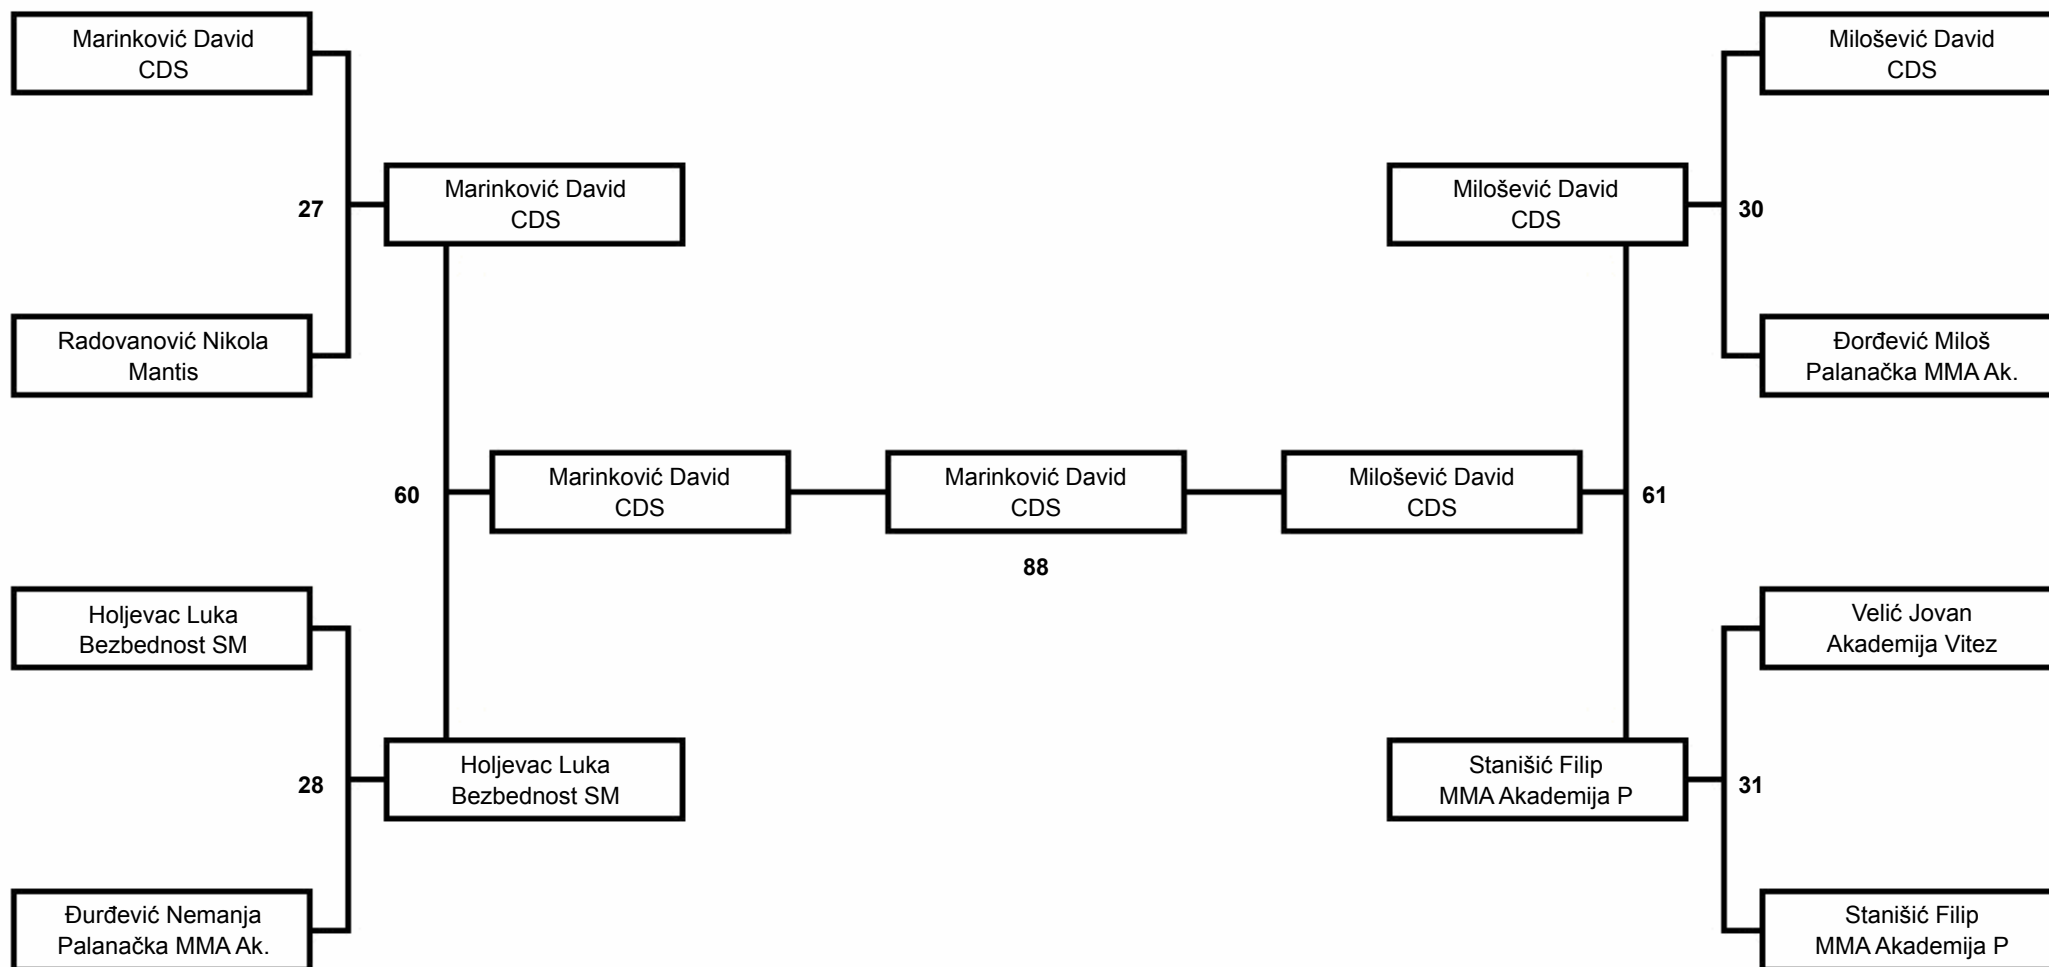 Marinković David
CDS
Milošević David
CDS
Marinković David
CDS
Milošević David
CDS
27
30
Radovanović Nikola
Mantis
Đorđević Miloš
Palanačka MMA Ak.
Marinković David
CDS
Marinković David
CDS
Milošević David
CDS
60
61
88
Holjevac Luka
Bezbednost SM
Velić Jovan
Akademija Vitez
Holjevac Luka
Bezbednost SM
Stanišić Filip
MMA Akademija P
28
31
Đurđević Nemanja
Palanačka MMA Ak.
Stanišić Filip
MMA Akademija P